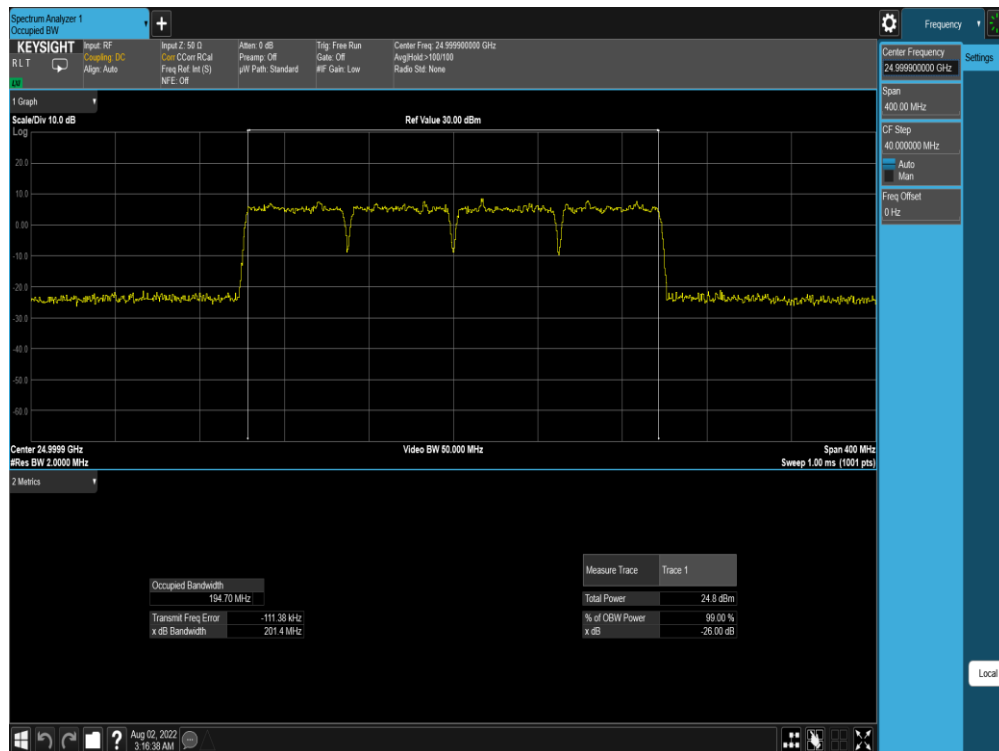 Spectrum Analyzer 1
Occupied BW
+
Frequency
KEYSIGHT
RLT
Input: RF
Coupling: DC
Align: Auto
Input Z: 50 Ω
Corr CCorr RCal
Freq Ref: Int (S)
NFE: Off
Atten: 0 dB
Preamp: Off
µW Path: Standard
Trig: Free Run
Gate: Off
#IF Gain: Low
Center Freq: 24.999900000 GHz
Avg|Hold:>100/100
Radio Std: None
LXI
Center Frequency
24.999900000 GHz
Settings
Span
400.00 MHz
CF Step
40.000000 MHz
Auto
Man
Freq Offset
0 Hz
1 Graph
Scale/Div 10.0 dB
Ref Value 30.00 dBm
Log
20.0
10.0
0.00
-10.0
-20.0
-30.0
-40.0
-50.0
-60.0
Center 24.9999 GHz
Video BW 50.000 MHz
Span 400 MHz
#Res BW 2.0000 MHz
Sweep 1.00 ms (1001 pts)
2 Metrics
Measure Trace
Trace 1
Occupied Bandwidth
194.70 MHz
Total Power
24.8 dBm
Transmit Freq Error
-111.38 kHz
% of OBW Power
99.00 %
x dB Bandwidth
201.4 MHz
x dB
-26.00 dB
Local
?
Aug 02, 2022
3:16:38 AM